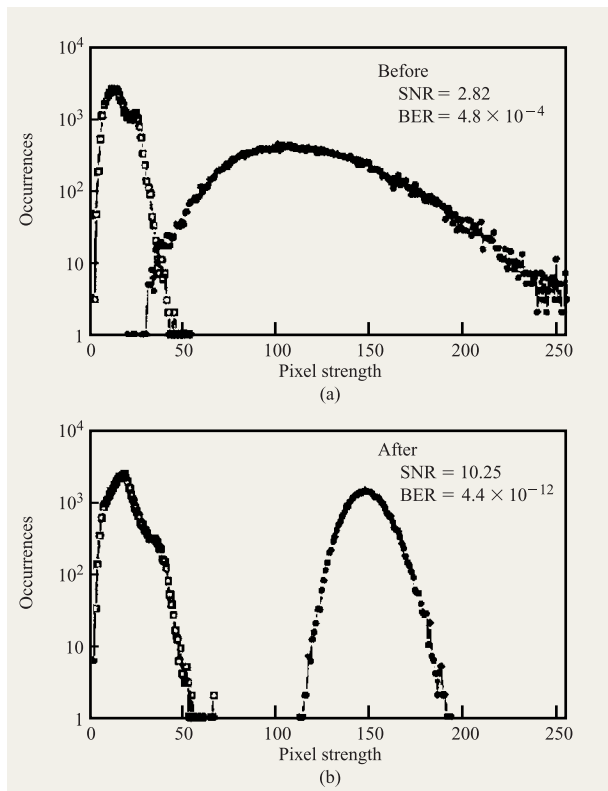 10^4
Before
SNR = 2.82
BER = 4.8 × 10^−4
10^3
Occurrences
10^2
10
1
0 50 100 150 200 250
Pixel strength
(a)
10^4
After
SNR = 10.25
BER = 4.4 × 10^−12
10^3
Occurrences
10^2
10
1
0 50 100 150 200 250
Pixel strength
(b)